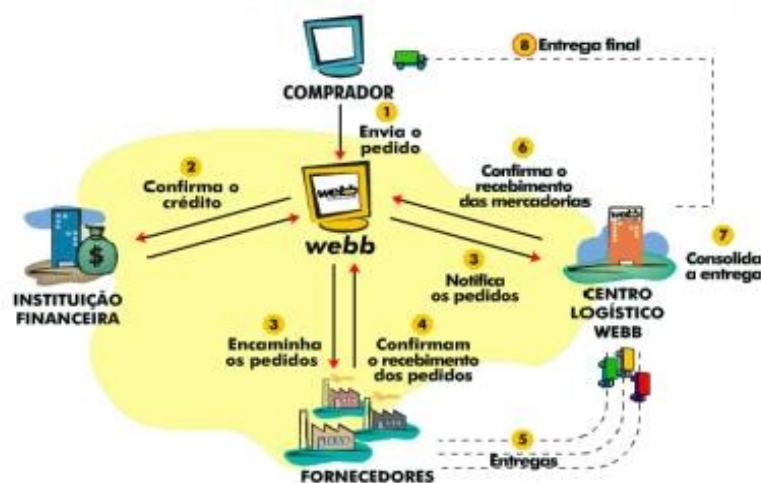 8 Entrega final
COMPRADOR
1
Envia o
pedido
2
Confirma o
crédito
6
Confirma o
recebimento
das mercadorias
webb
webb
webb
7
Consolida
a entrega
3
Notifica
os pedidos
INSTITUIÇÃO
FINANCEIRA
$
CENTRO
LOGÍSTICO
WEBB
3
Encaminha
os pedidos
4
Confirmam
o recebimento
dos pedidos
5
Entregas
FORNECEDORES